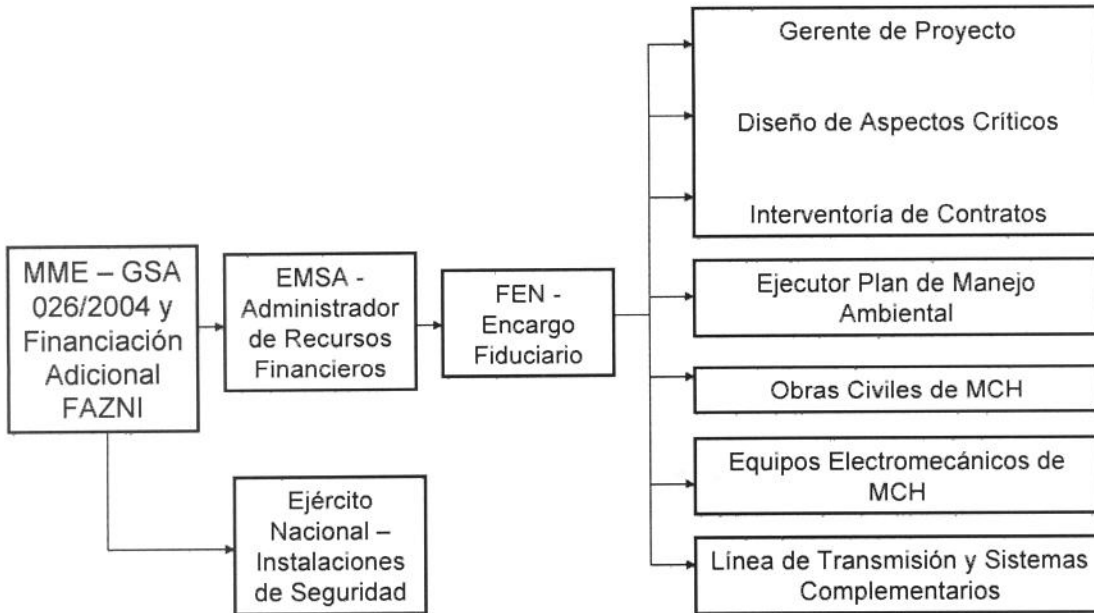 MME – GSA
026/2004 y
Financiación
Adicional
FAZNI
EMSA -
Administrador
de Recursos
Financieros
Ejército
Nacional –
Instalaciones
de Seguridad
FEN -
Encargo
Fiduciario
Gerente de Proyecto
Diseño de Aspectos Críticos
Interventoría de Contratos
Ejecutor Plan de Manejo
Ambiental
Obras Civiles de MCH
Equipos Electromecánicos de
MCH
Línea de Transmisión y Sistemas
Complementarios